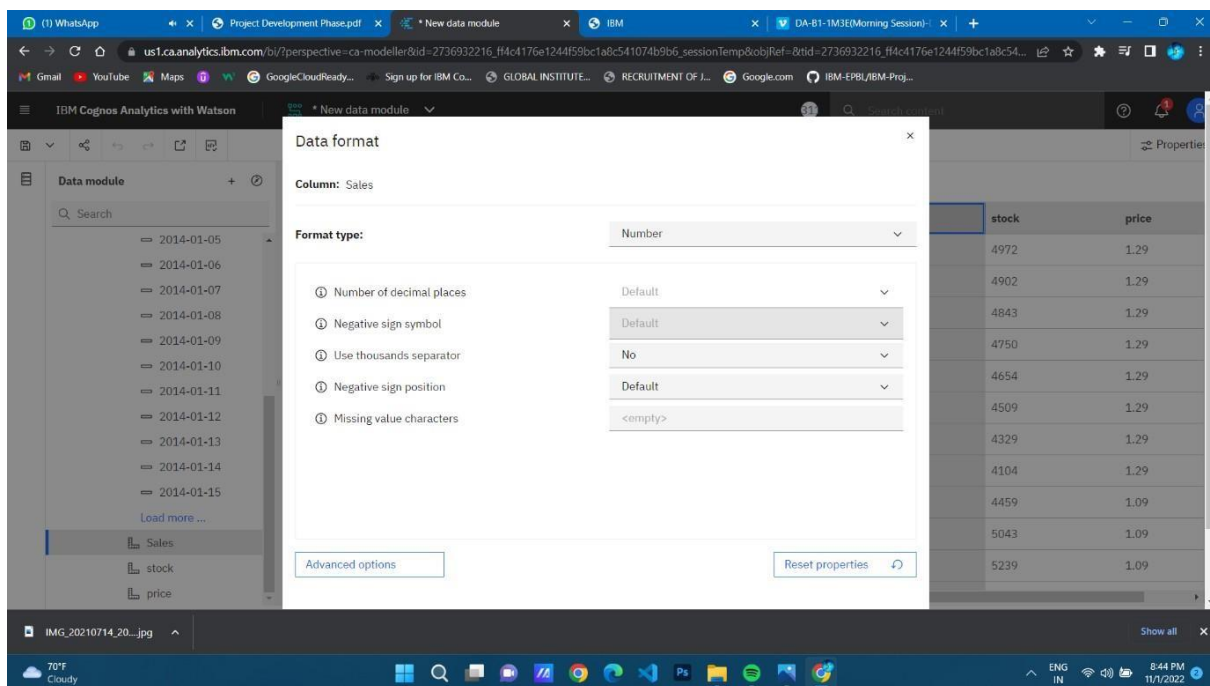 (1) WhatsApp
Project Development Phase.pdf
* New data module
IBM
DA-B1-1M3E(Morning Session)-
us1.ca.analytics.ibm.com/bi/?perspective=ca-modeller&id=2736932216_ff4c4176e1244f59bc1a8c541074b9b6_sessionTemp&objRef=&tid=2736932216_ff4c4176e1244f59bc1a8c54...
Gmail YouTube Maps GoogleCloudReady... Sign up for IBM Co... GLOBAL INSTITUTE... RECRUITMENT OF J... Google.com IBM-EPBL/IBM-Proj...
IBM Cognos Analytics with Watson
* New data module
31
Search content
Properties
Data module
Search
2014-01-05
2014-01-06
2014-01-07
2014-01-08
2014-01-09
2014-01-10
2014-01-11
2014-01-12
2014-01-13
2014-01-14
2014-01-15
Load more ...
Sales
stock
price
Data format
Column: Sales
Format type: Number
Number of decimal places Default
Negative sign symbol Default
Use thousands separator No
Negative sign position Default
Missing value characters <empty>
Advanced options
Reset properties
stock price
4972 1.29
4902 1.29
4843 1.29
4750 1.29
4654 1.29
4509 1.29
4329 1.29
4104 1.29
4459 1.09
5043 1.09
5239 1.09
IMG_20210714_20....jpg
Show all
70°F
Cloudy
ENG
IN
8:44 PM
11/1/2022
2